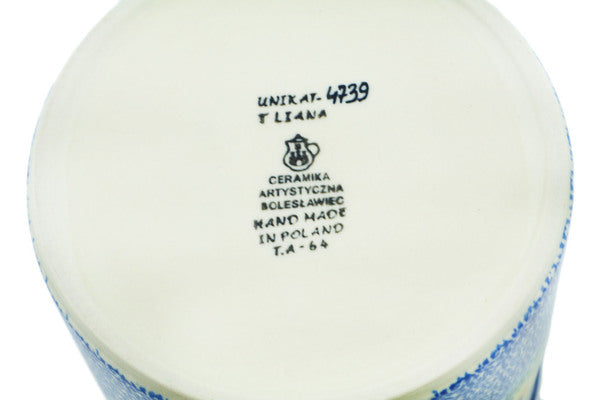 UNIKAT-4739
T LIANA
CERAMIKA
ARTYSTYCZNA
BOLESŁAWIEC
HAND MADE
IN POLAND
T.A-64